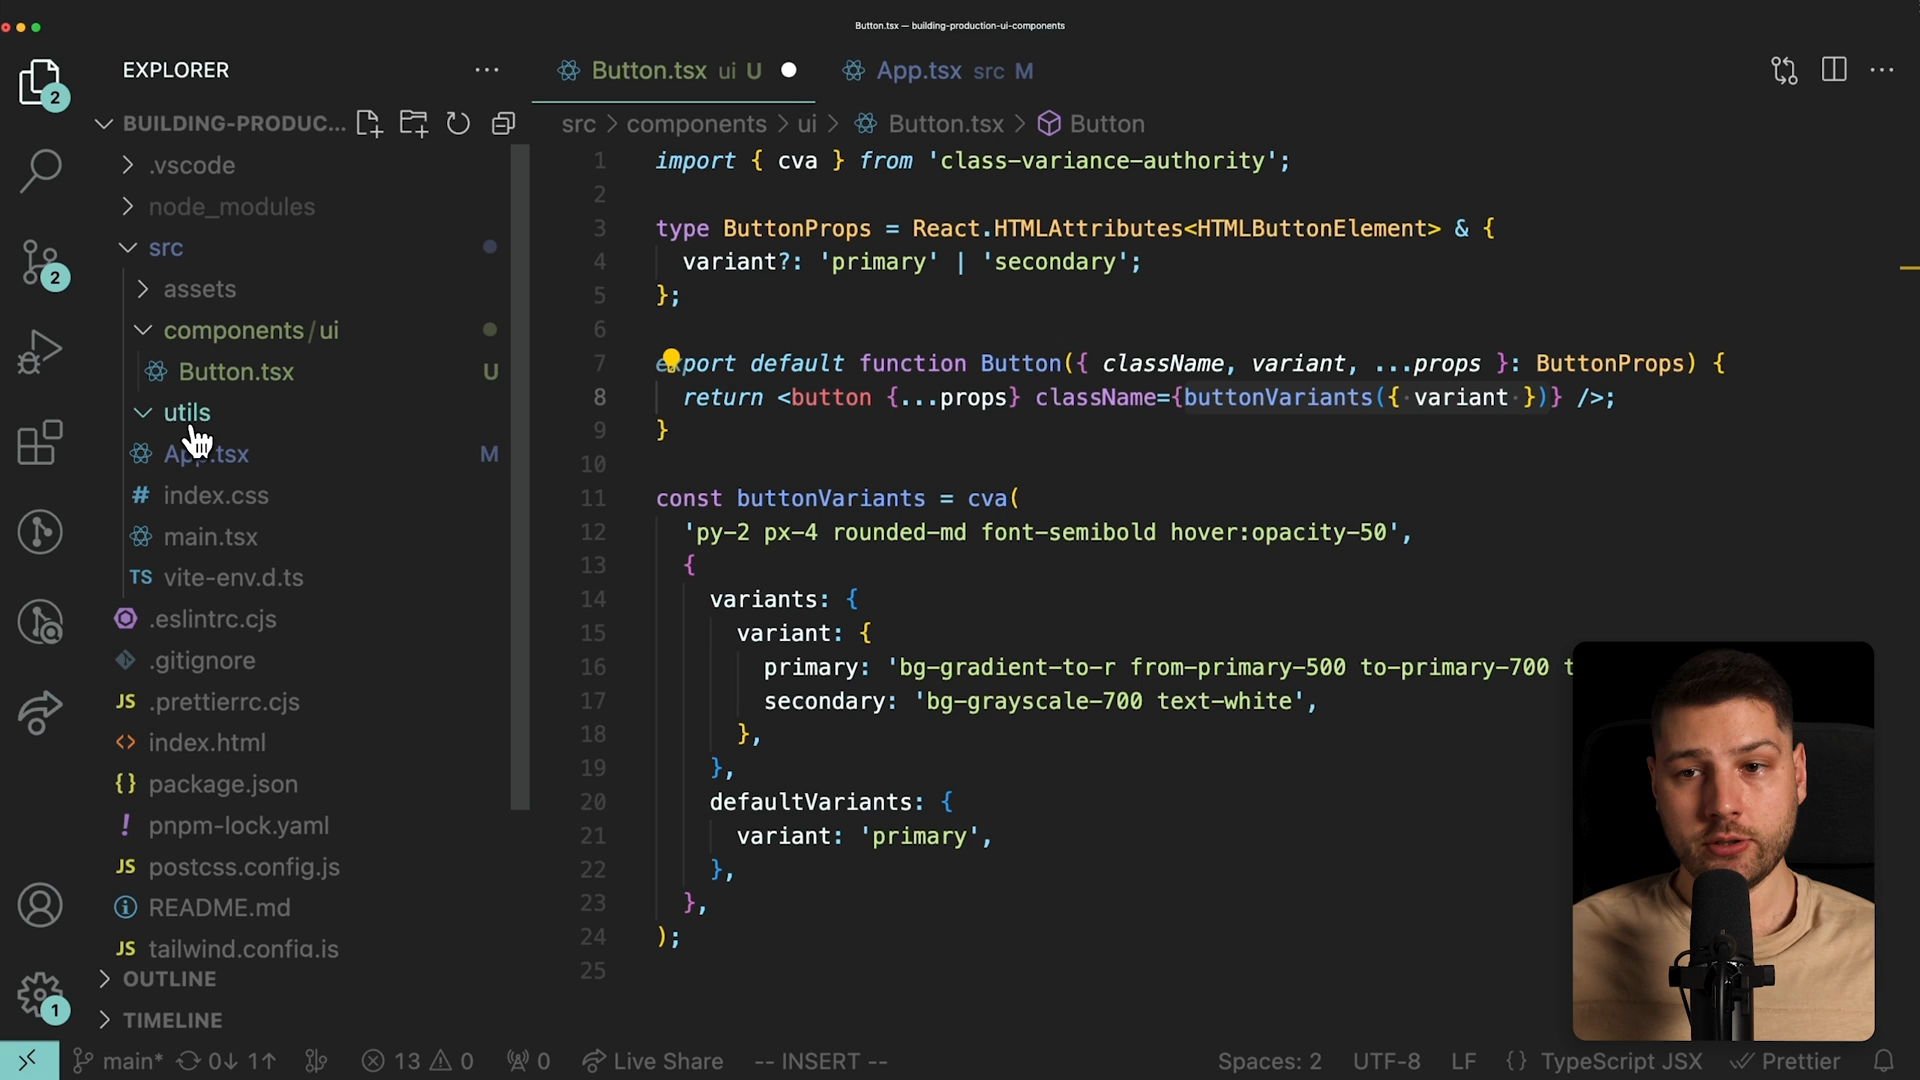 Button.tsx — building-production-ui-components
EXPLORER
BUILDING-PRODUC...
.vscode
node_modules
src
assets
components/ui
Button.tsx U
utils
App.tsx M
index.css
main.tsx
TS vite-env.d.ts
.eslintrc.cjs
.gitignore
JS .prettierrc.cjs
index.html
package.json
pnpm-lock.yaml
JS postcss.config.js
README.md
JS tailwind.config.js
OUTLINE
TIMELINE
2
2
1
Button.tsx ui U
App.tsx src M
src > components > ui > Button.tsx > Button
1 import { cva } from 'class-variance-authority';
2
3 type ButtonProps = React.HTMLAttributes<HTMLButtonElement> & {
4 variant?: 'primary' | 'secondary';
5 };
6
7 export default function Button({ className, variant, ...props }: ButtonProps) {
8 return <button {...props} className={buttonVariants({ variant })} />;
9 }
10
11 const buttonVariants = cva(
12 'py-2 px-4 rounded-md font-semibold hover:opacity-50',
13 {
14 variants: {
15 variant: {
16 primary: 'bg-gradient-to-r from-primary-500 to-primary-700 t
17 secondary: 'bg-grayscale-700 text-white',
18 },
19 },
20 defaultVariants: {
21 variant: 'primary',
22 },
23 },
24 );
25
main* 0↓ 1↑ 13 0 0 Live Share -- INSERT -- Spaces: 2 UTF-8 LF {} TypeScript JSX Prettier